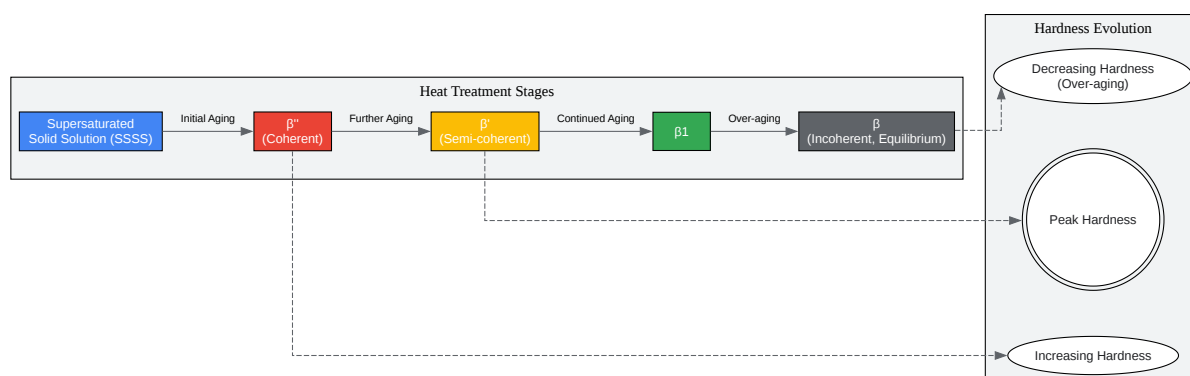 Hardness Evolution
Decreasing Hardness
(Over-aging)
Heat Treatment Stages
Supersaturated
Solid Solution (SSSS)
Initial Aging
β''
(Coherent)
Further Aging
β'
(Semi-coherent)
Continued Aging
β1
Over-aging
β
(Incoherent, Equilibrium)
Peak Hardness
Increasing Hardness